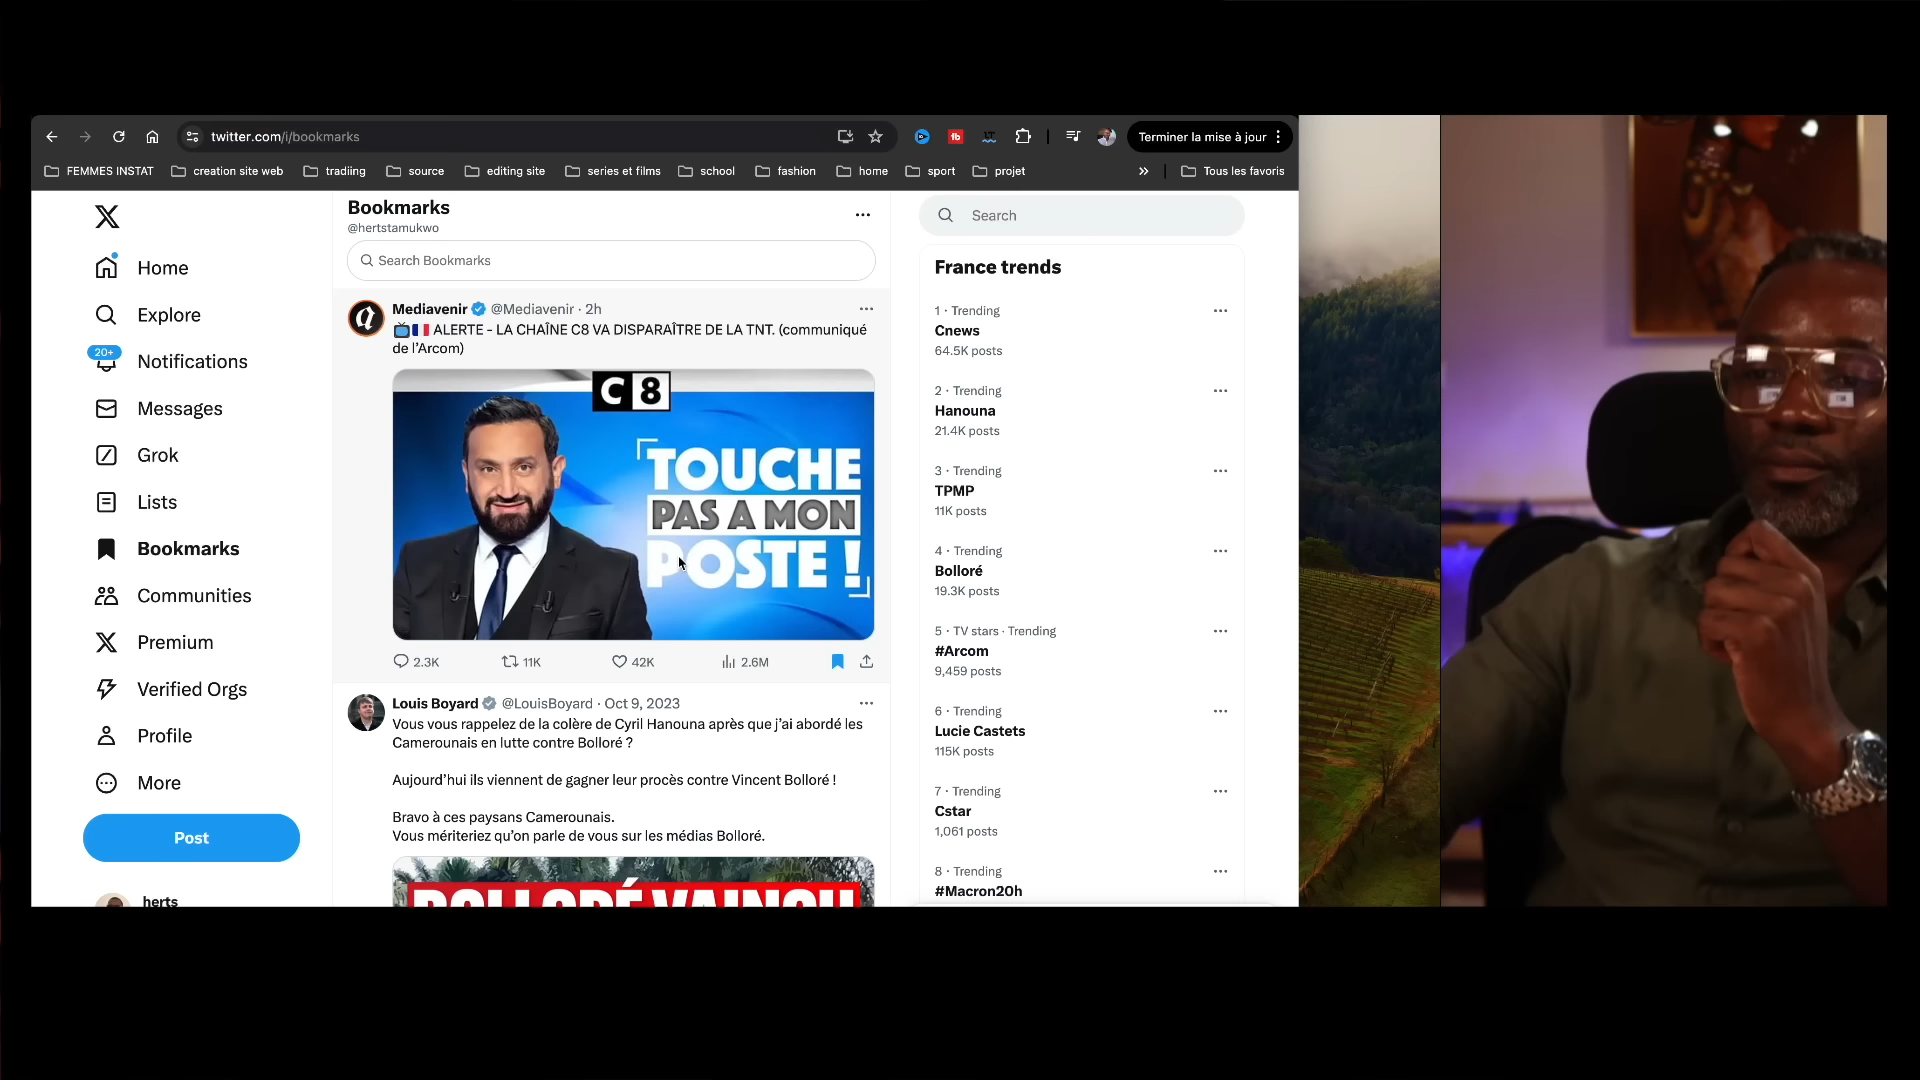 twitter.com/i/bookmarks
Terminer la mise à jour
FEMMES INSTAT
creation site web
tradiing
source
editing site
series et films
school
fashion
home
sport
projet
Tous les favoris
Home
Explore
20+
Notifications
Messages
Grok
Lists
Bookmarks
Communities
Premium
Verified Orgs
Profile
More
Post
herts
Bookmarks
@hertstamukwo
Search Bookmarks
Mediavenir @Mediavenir · 2h
ALERTE - LA CHAÎNE C8 VA DISPARAÎTRE DE LA TNT. (communiqué
de l’Arcom)
C8
TOUCHE
PAS A MON
POSTE !
2.3K 11K 42K 2.6M
Louis Boyard @LouisBoyard · Oct 9, 2023
Vous vous rappelez de la colère de Cyril Hanouna après que j’ai abordé les
Camerounais en lutte contre Bolloré ?
Aujourd’hui ils viennent de gagner leur procès contre Vincent Bolloré !
Bravo à ces paysans Camerounais.
Vous mériteriez qu’on parle de vous sur les médias Bolloré.
BOLLORÉ VAINCU
Search
France trends
1 · Trending
Cnews
64.5K posts
2 · Trending
Hanouna
21.4K posts
3 · Trending
TPMP
11K posts
4 · Trending
Bolloré
19.3K posts
5 · TV stars · Trending
#Arcom
9,459 posts
6 · Trending
Lucie Castets
115K posts
7 · Trending
Cstar
1,061 posts
8 · Trending
#Macron20h